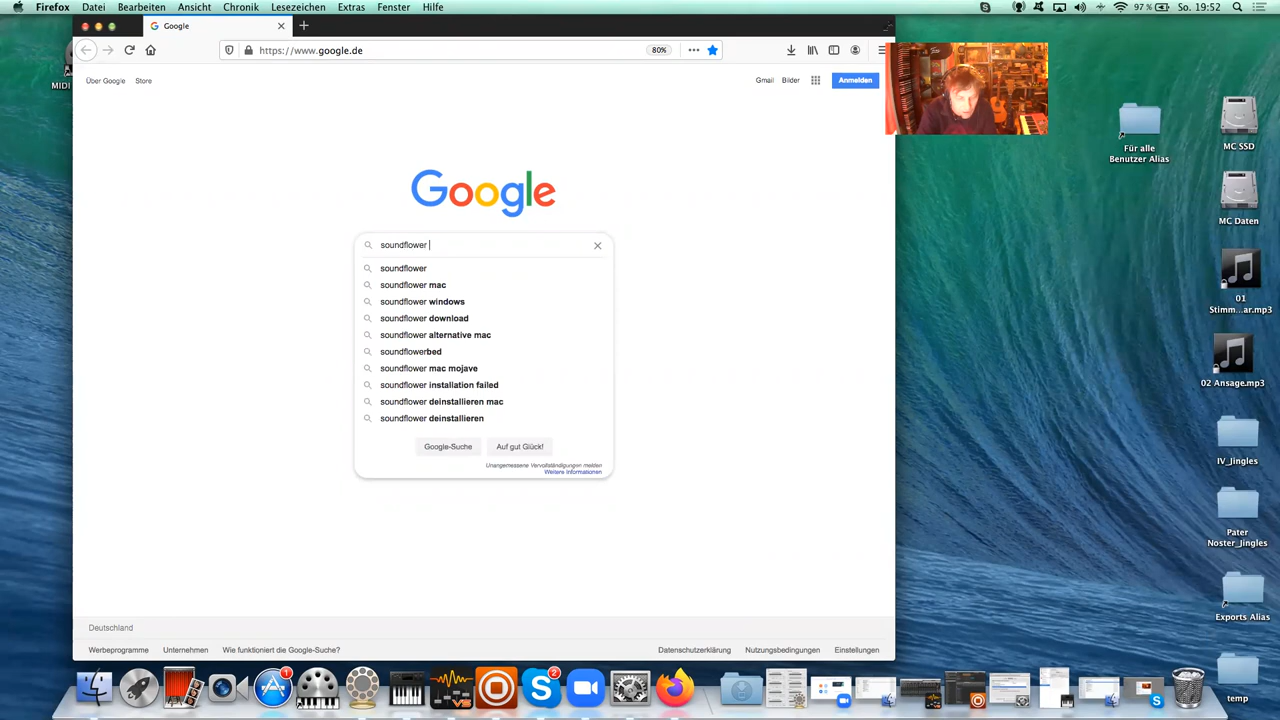 Firefox Ablage Bearbeiten Ansicht Chronik Lesezeichen Extras Fenster Hilfe
97 % So. 19:52
Google
https://www.google.de
80%
Über Google Store
Gmail Bilder Anmelden
MIDI
Google
soundflower
soundflower
soundflower mac
soundflower windows
soundflower download
soundflower alternative mac
soundflowerbed
soundflower mac mojave
soundflower installation failed
soundflower deinstallieren mac
soundflower deinstallieren
Google-Suche Auf gut Glück!
Unangemessene Vervollständigungen melden
Weitere Informationen
Deutschland
Werbeprogramme Unternehmen Wie funktioniert die Google-Suche? Datenschutzerklärung Nutzungsbedingungen Einstellungen
Für alle
Benutzer Alias
MC SSD
MC Daten
01
Stimm...ar.mp3
02 Ansage.mp3
IV_Jingles
Pater
Noster_Jingles
Exports Alias
temp
1
VS
2